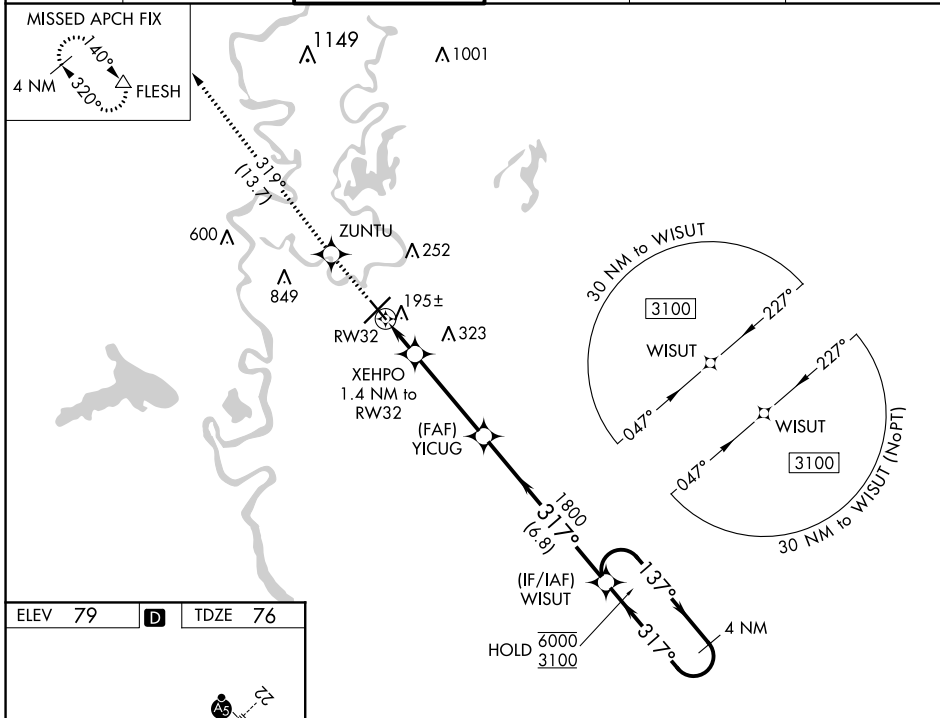 MISSED APCH FIX
140°
4 NM
FLESH
320°
1149
1001
319°
(13.7)
ZUNTU
600
252
849
195±
RW32
323
XEHPO
1.4 NM to
RW32
(FAF)
YICUG
30 NM to WISUT
3100
227°
WISUT
047°
227°
WISUT
047°
3100
30 NM to WISUT (NoPT)
1800
317°
(6.8)
(IF/IAF)
WISUT
137°
317°
4 NM
HOLD
6000
3100
ELEV 79 D TDZE 76
22
A5